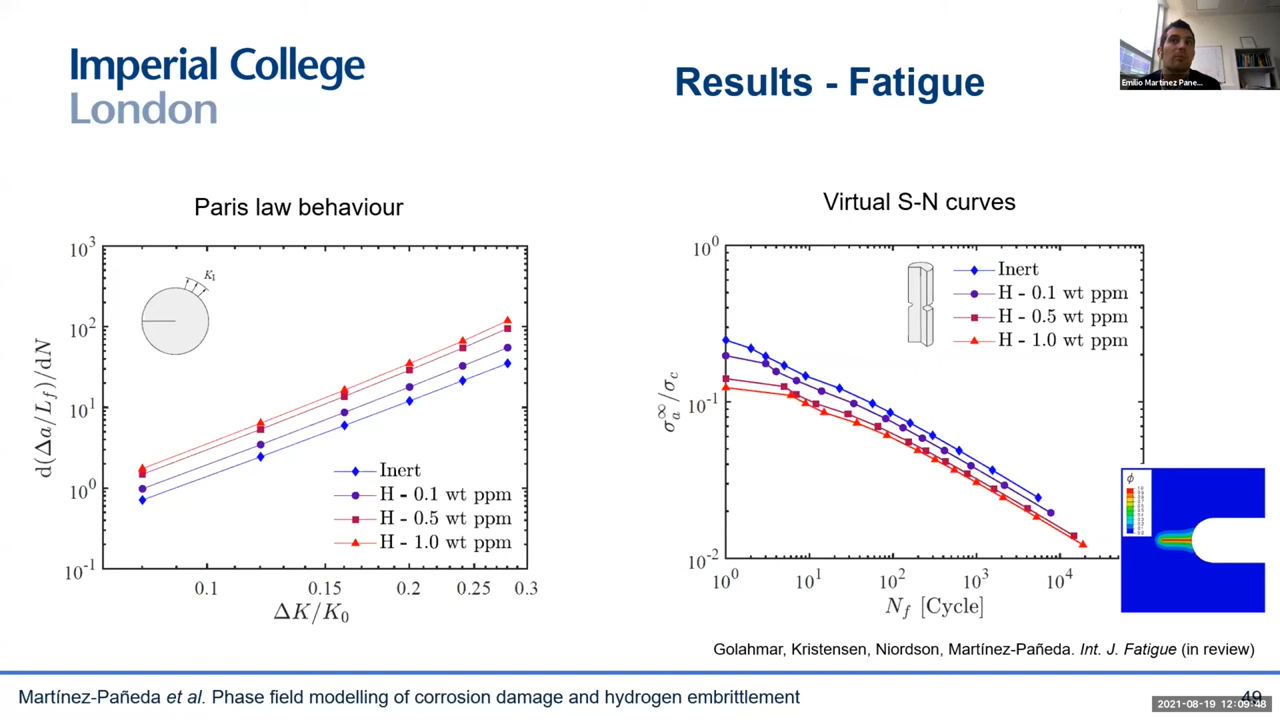 Imperial College
London
Results - Fatigue
Emilio Martinez Pane...
Paris law behaviour
Virtual S-N curves
10³
10²
10¹
10⁰
10⁻¹
d(Δa/L_f)/dN
K_I
Inert
H - 0.1 wt ppm
H - 0.5 wt ppm
H - 1.0 wt ppm
0.1
0.15
0.2
0.25
0.3
ΔK/K₀
10⁰
10⁻¹
10⁻²
σ_a^∞/σ_c
Inert
H - 0.1 wt ppm
H - 0.5 wt ppm
H - 1.0 wt ppm
10⁰
10¹
10²
10³
10⁴
N_f [Cycle]
ϕ
Golahmar, Kristensen, Niordson, Martínez-Pañeda. Int. J. Fatigue (in review)
Martínez-Pañeda et al. Phase field modelling of corrosion damage and hydrogen embrittlement
49
2021-08-19 12:09:48